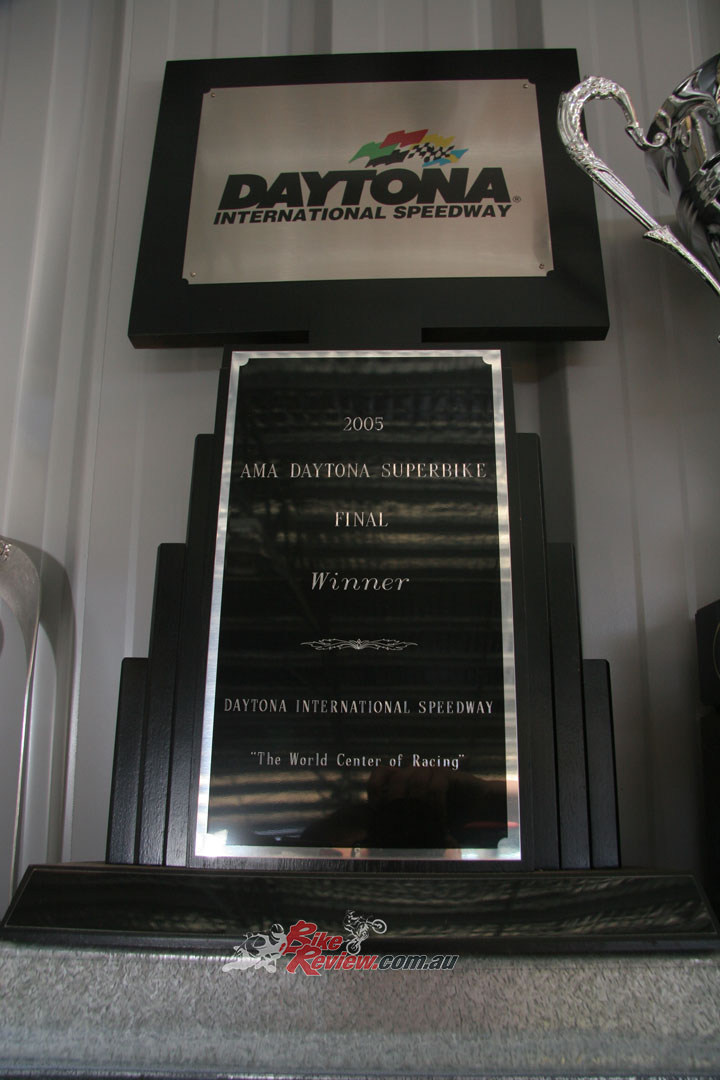 DAYTONA®
INTERNATIONAL SPEEDWAY
2005
AMA DAYTONA SUPERBIKE
FINAL
Winner
DAYTONA INTERNATIONAL SPEEDWAY
"The World Center of Racing"
BikeReview.com.au